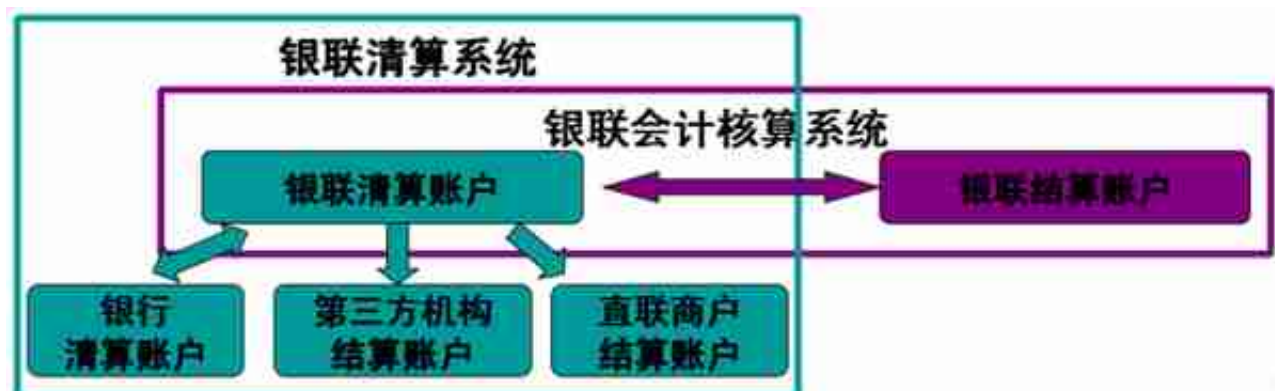 银联清算系统
银联会计核算系统
银联清算账户
银联结算账户
银行
清算账户
第三方机构
结算账户
直联商户
结算账户